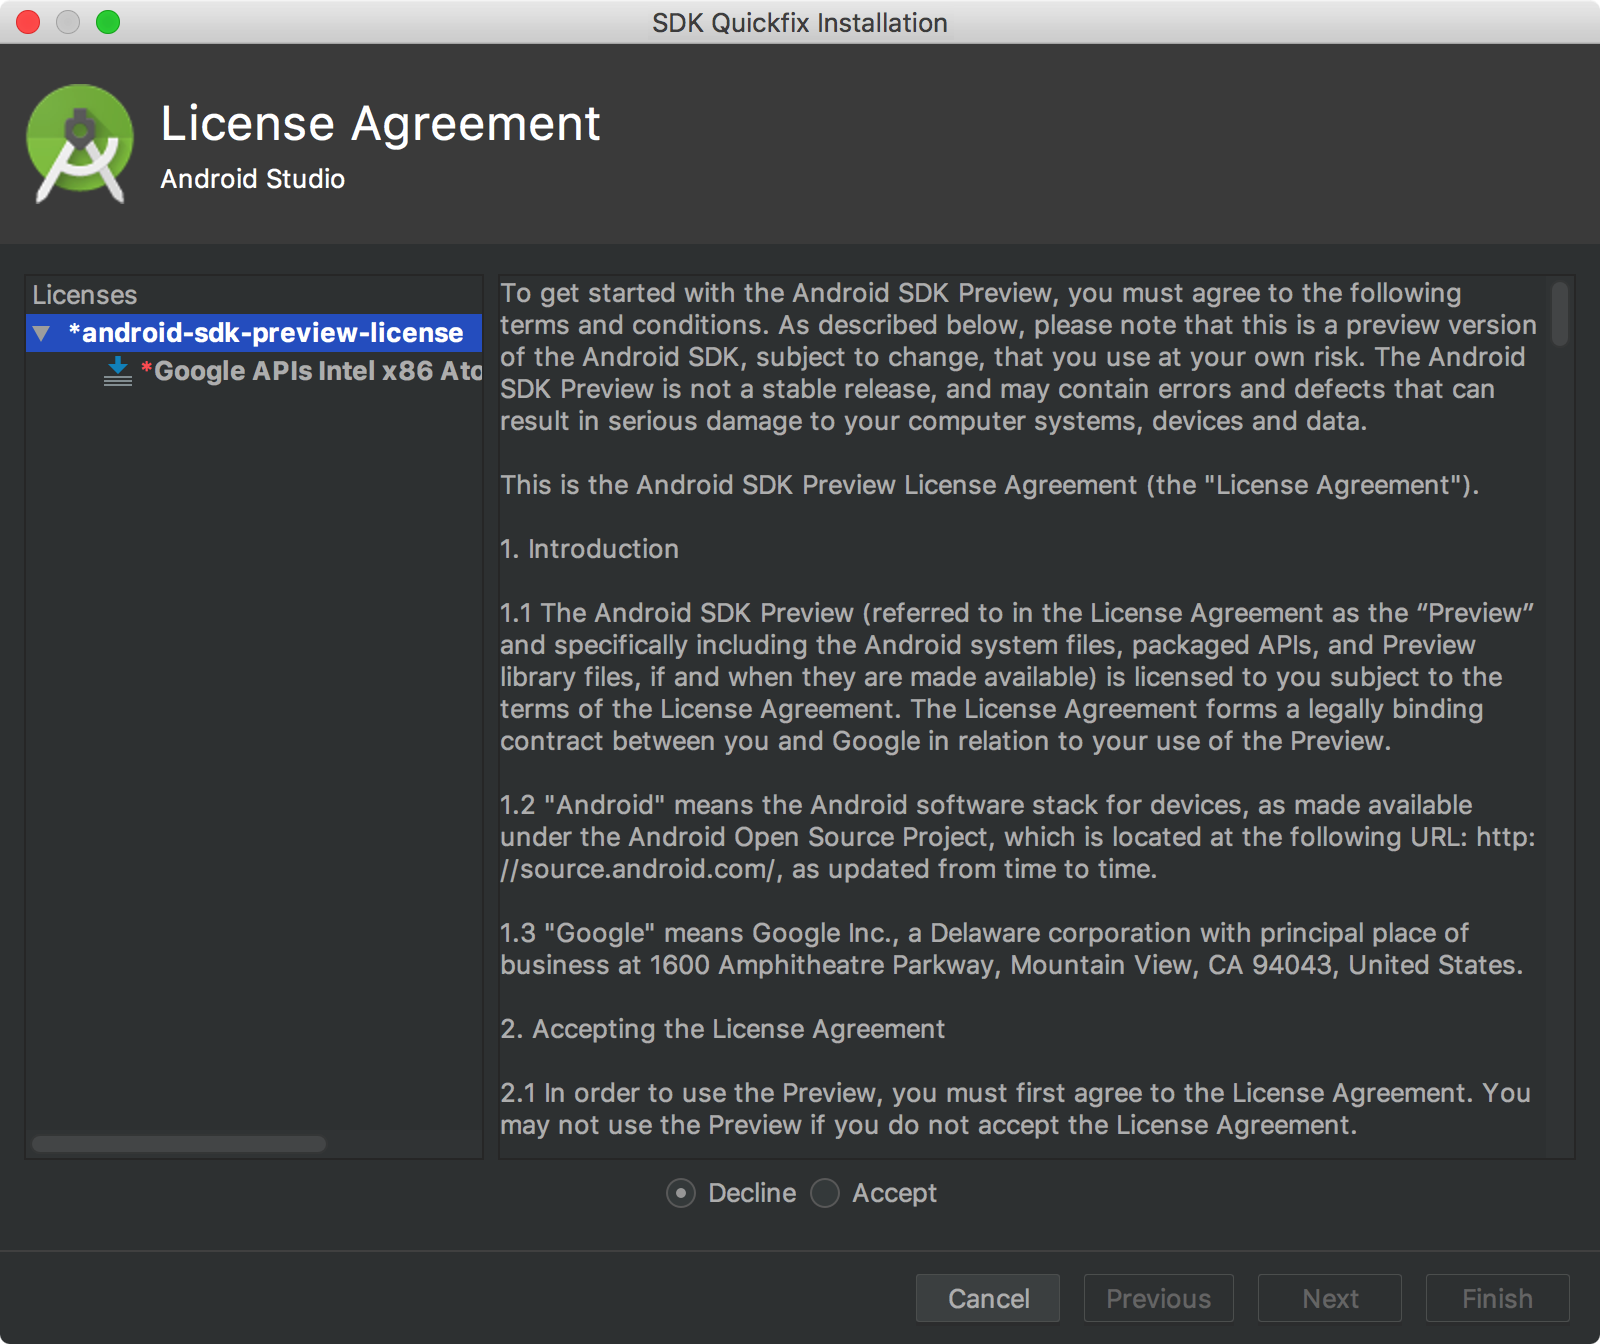 SDK Quickfix Installation
License Agreement
Android Studio
Licenses
*android-sdk-preview-license
*Google APIs Intel x86 Ato
To get started with the Android SDK Preview, you must agree to the following
terms and conditions. As described below, please note that this is a preview version
of the Android SDK, subject to change, that you use at your own risk. The Android
SDK Preview is not a stable release, and may contain errors and defects that can
result in serious damage to your computer systems, devices and data.
This is the Android SDK Preview License Agreement (the "License Agreement").
1. Introduction
1.1 The Android SDK Preview (referred to in the License Agreement as the “Preview”
and specifically including the Android system files, packaged APIs, and Preview
library files, if and when they are made available) is licensed to you subject to the
terms of the License Agreement. The License Agreement forms a legally binding
contract between you and Google in relation to your use of the Preview.
1.2 "Android" means the Android software stack for devices, as made available
under the Android Open Source Project, which is located at the following URL: http:
//source.android.com/, as updated from time to time.
1.3 "Google" means Google Inc., a Delaware corporation with principal place of
business at 1600 Amphitheatre Parkway, Mountain View, CA 94043, United States.
2. Accepting the License Agreement
2.1 In order to use the Preview, you must first agree to the License Agreement. You
may not use the Preview if you do not accept the License Agreement.
Decline Accept
Cancel Previous Next Finish